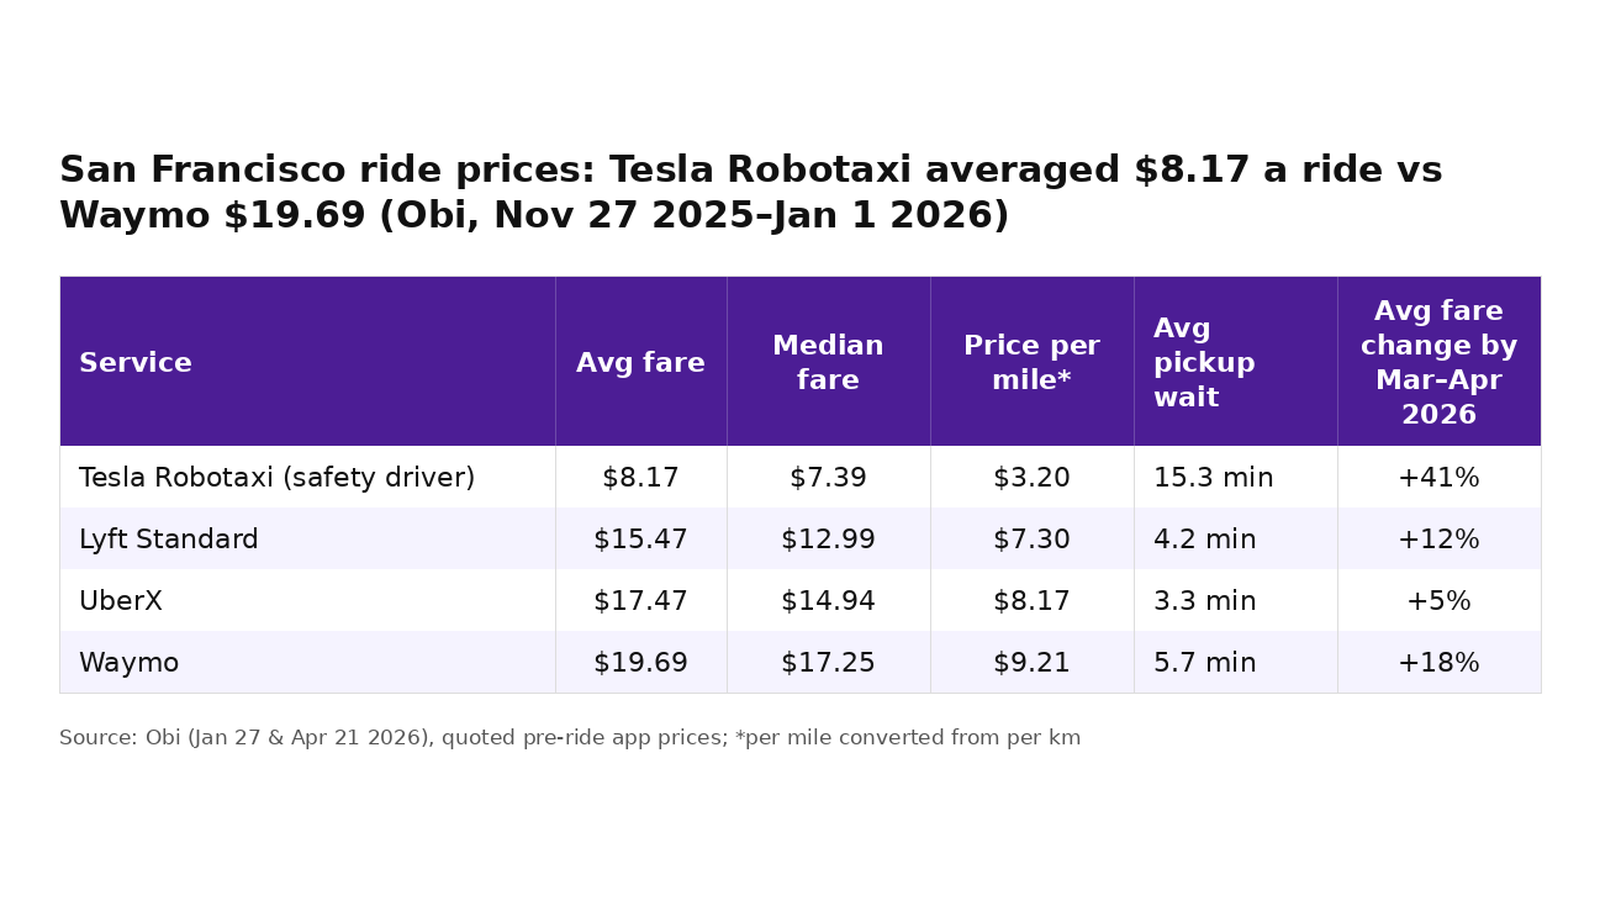 San Francisco ride prices: Tesla Robotaxi averaged $8.17 a ride vs
Waymo $19.69 (Obi, Nov 27 2025–Jan 1 2026)
Service
Avg fare
Median
fare
Price per
mile*
Avg
pickup
wait
Avg fare
change by
Mar–Apr
2026
Tesla Robotaxi (safety driver) $8.17 $7.39 $3.20 15.3 min +41%
Lyft Standard $15.47 $12.99 $7.30 4.2 min +12%
UberX $17.47 $14.94 $8.17 3.3 min +5%
Waymo $19.69 $17.25 $9.21 5.7 min +18%
Source: Obi (Jan 27 & Apr 21 2026), quoted pre-ride app prices; *per mile converted from per km